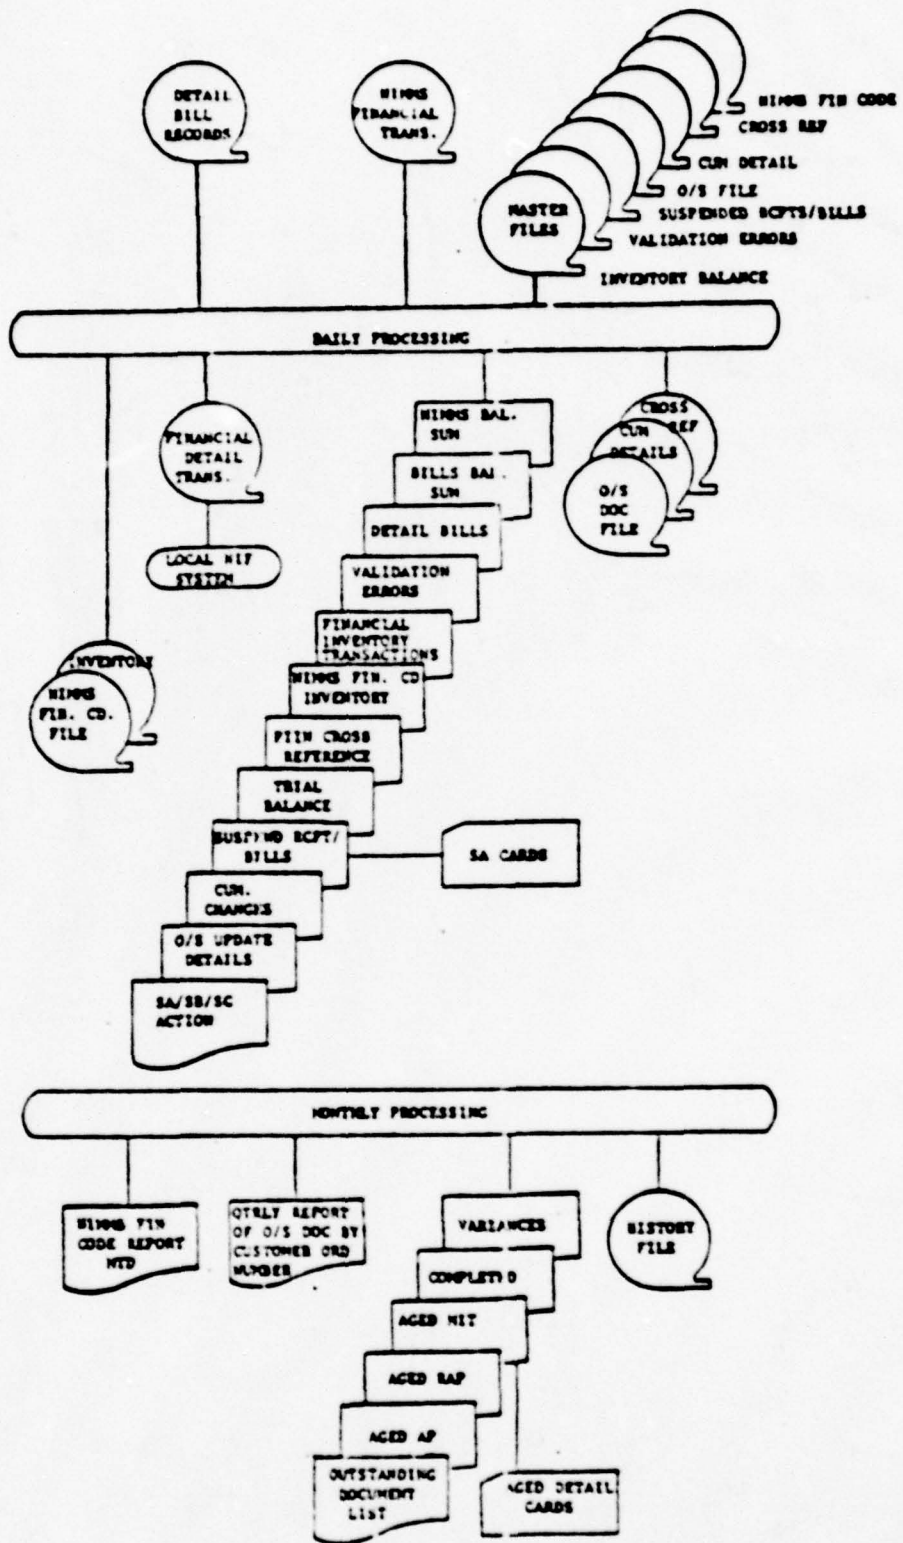 DETAIL
BILL
RECORDS
NIMMS
FINANCIAL
TRANS.
NIMMS FIN CODE
CROSS REF
CUM DETAIL
O/S FILE
SUSPENDED RCPTS/BILLS
VALIDATION ERRORS
INVENTORY BALANCE
MASTER
FILES
DAILY PROCESSING
FINANCIAL
DETAIL
TRANS.
LOCAL NIF
SYSTEM
INVENTORY
NIMMS
FIN. CD.
FILE
NIMMS BAL.
SUM
BILLS BAL.
SUM
DETAIL BILLS
VALIDATION
ERRORS
FINANCIAL
INVENTORY
TRANSACTIONS
NIMMS FIN. CD
INVENTORY
FIIN CROSS
REFERENCE
TRIAL
BALANCE
SUSPEND RCPT/
BILLS
CUM.
CHANGES
O/S UPDATE
DETAILS
SA/SB/SC
ACTION
SA CARDS
CROSS
REF
CUM
DETAILS
O/S
DOC
FILE
MONTHLY PROCESSING
NIMMS FIN
CODE REPORT
MTD
QTRLY REPORT
OF O/S DOC BY
CUSTOMER ORD
NUMBER
VARIANCES
COMPLETED
AGED MIT
AGED RAP
AGED AP
OUTSTANDING
DOCUMENT
LIST
AGED DETAIL
CARDS
HISTORY
FILE